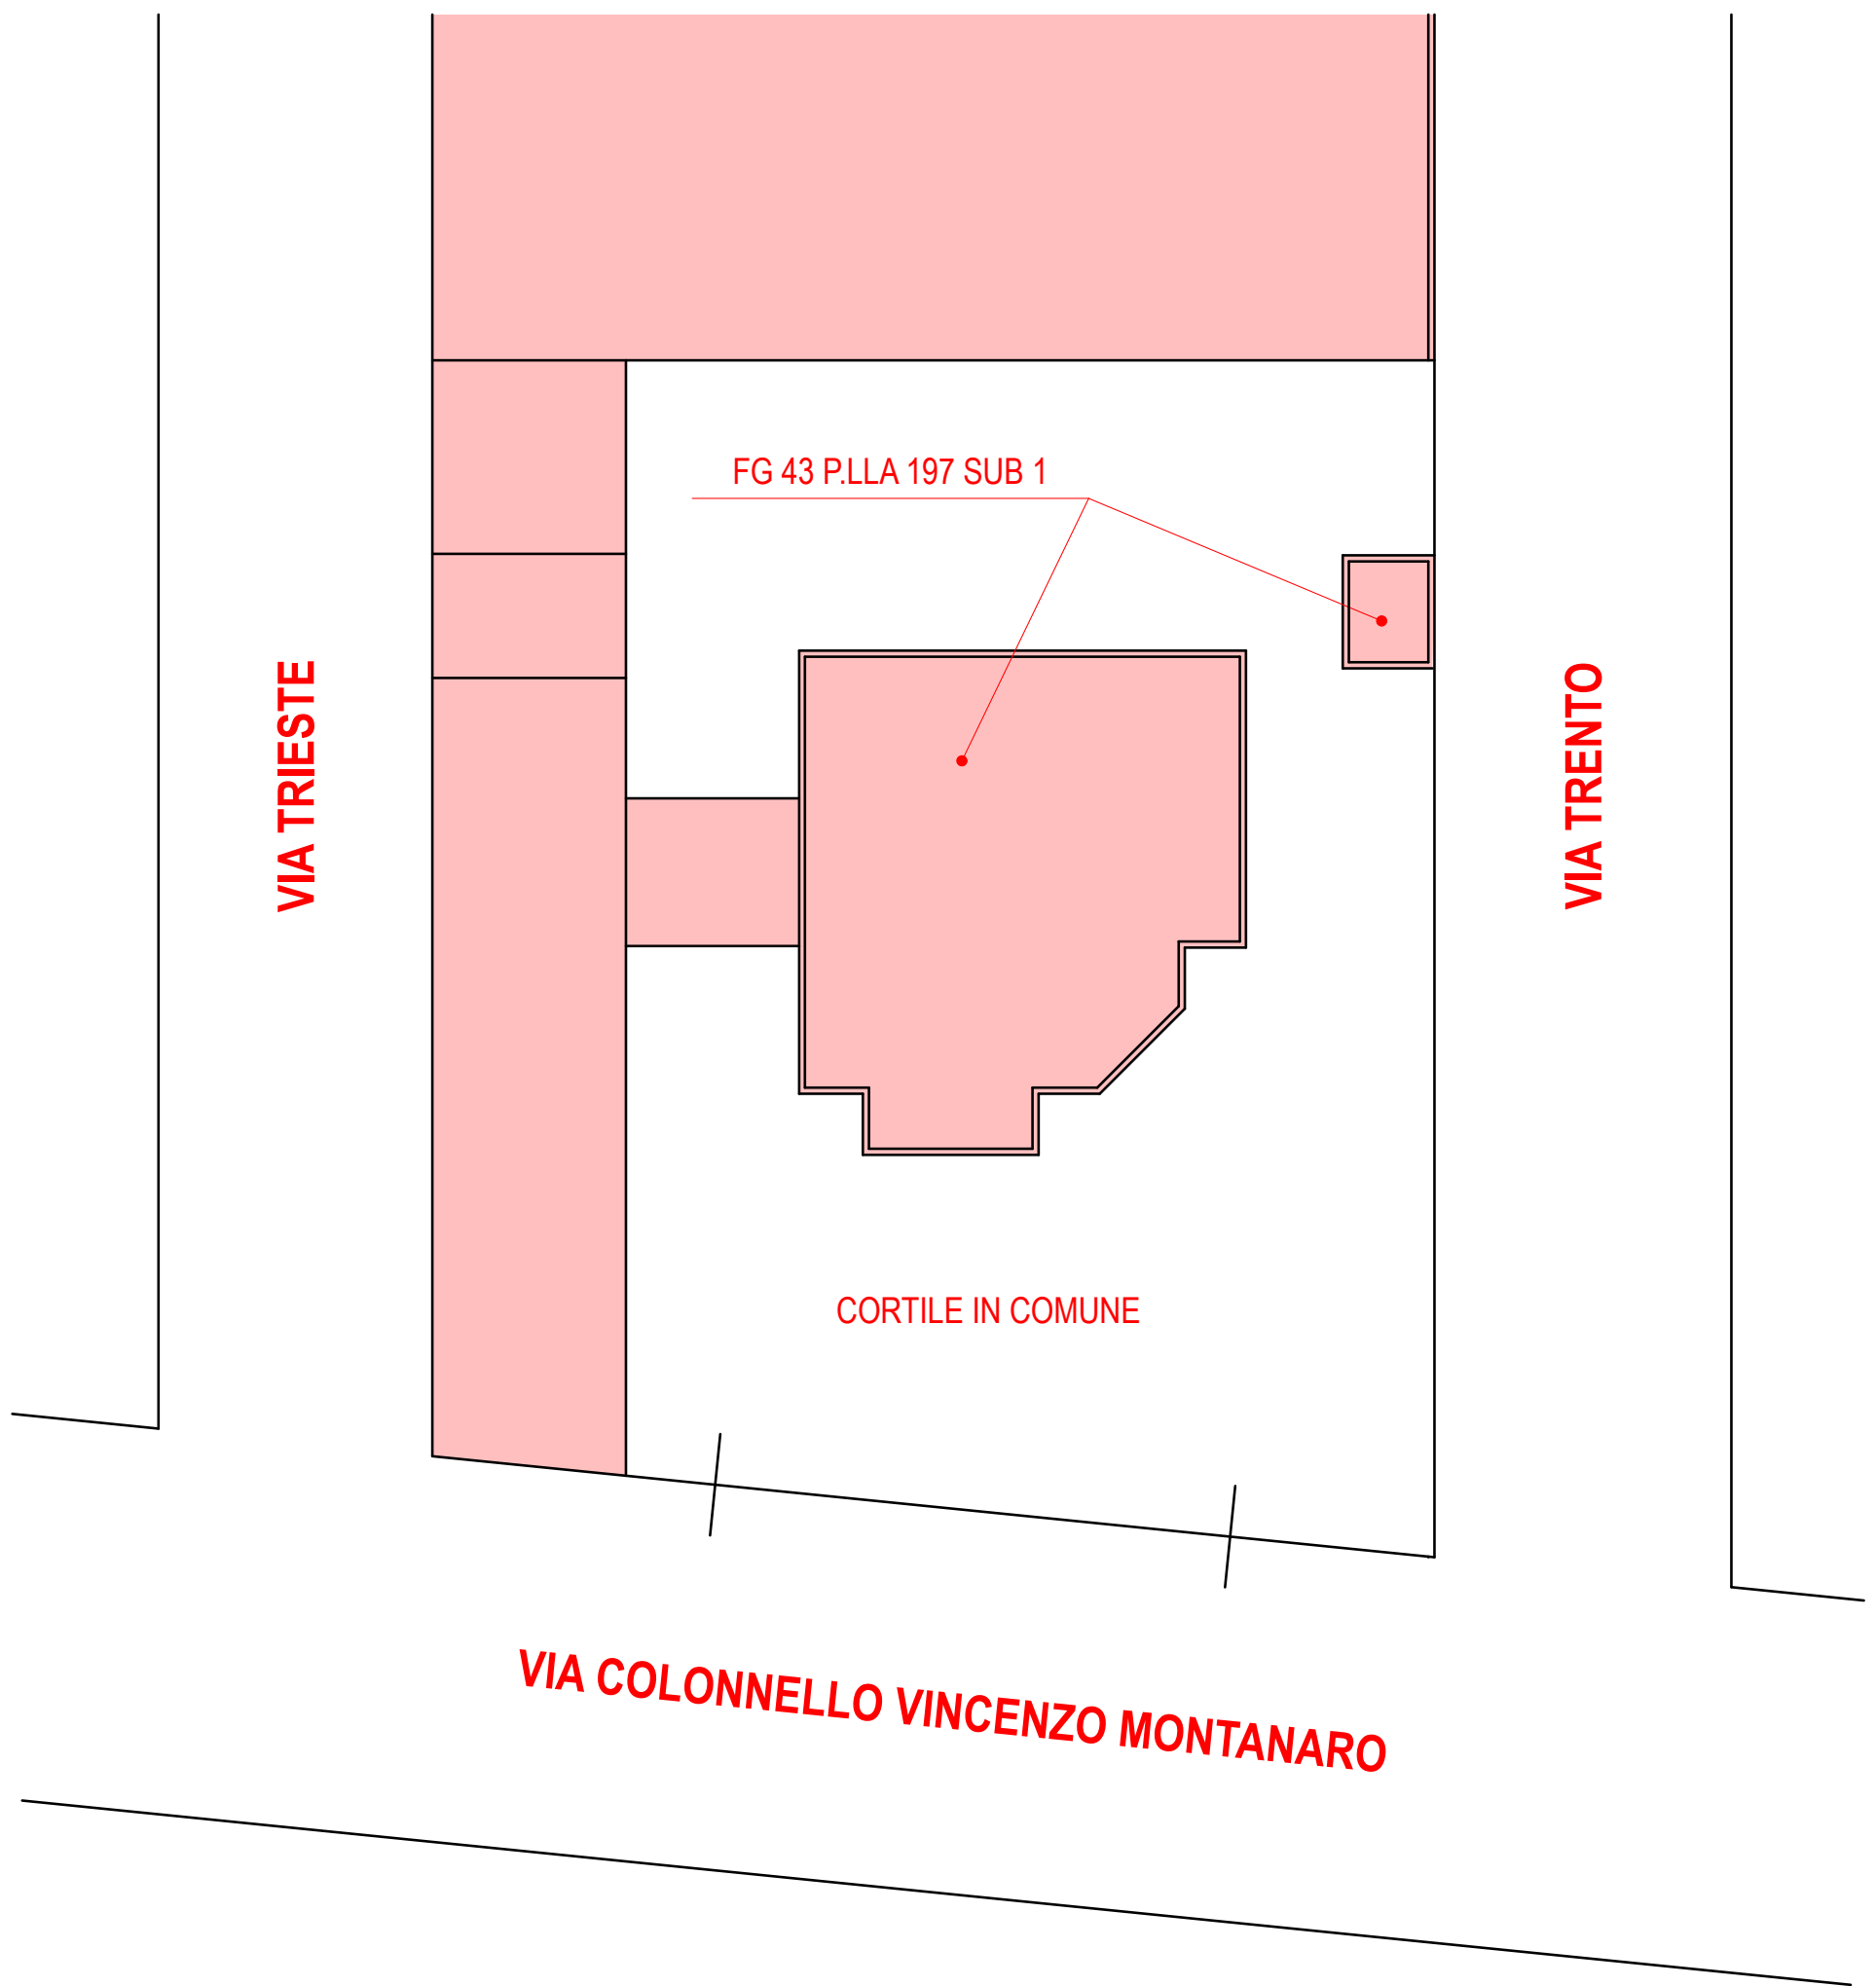 FG 43 P.LLA 197 SUB 1
VIA TRIESTE
VIA TRENTO
CORTILE IN COMUNE
VIA COLONNELLO VINCENZO MONTANARO